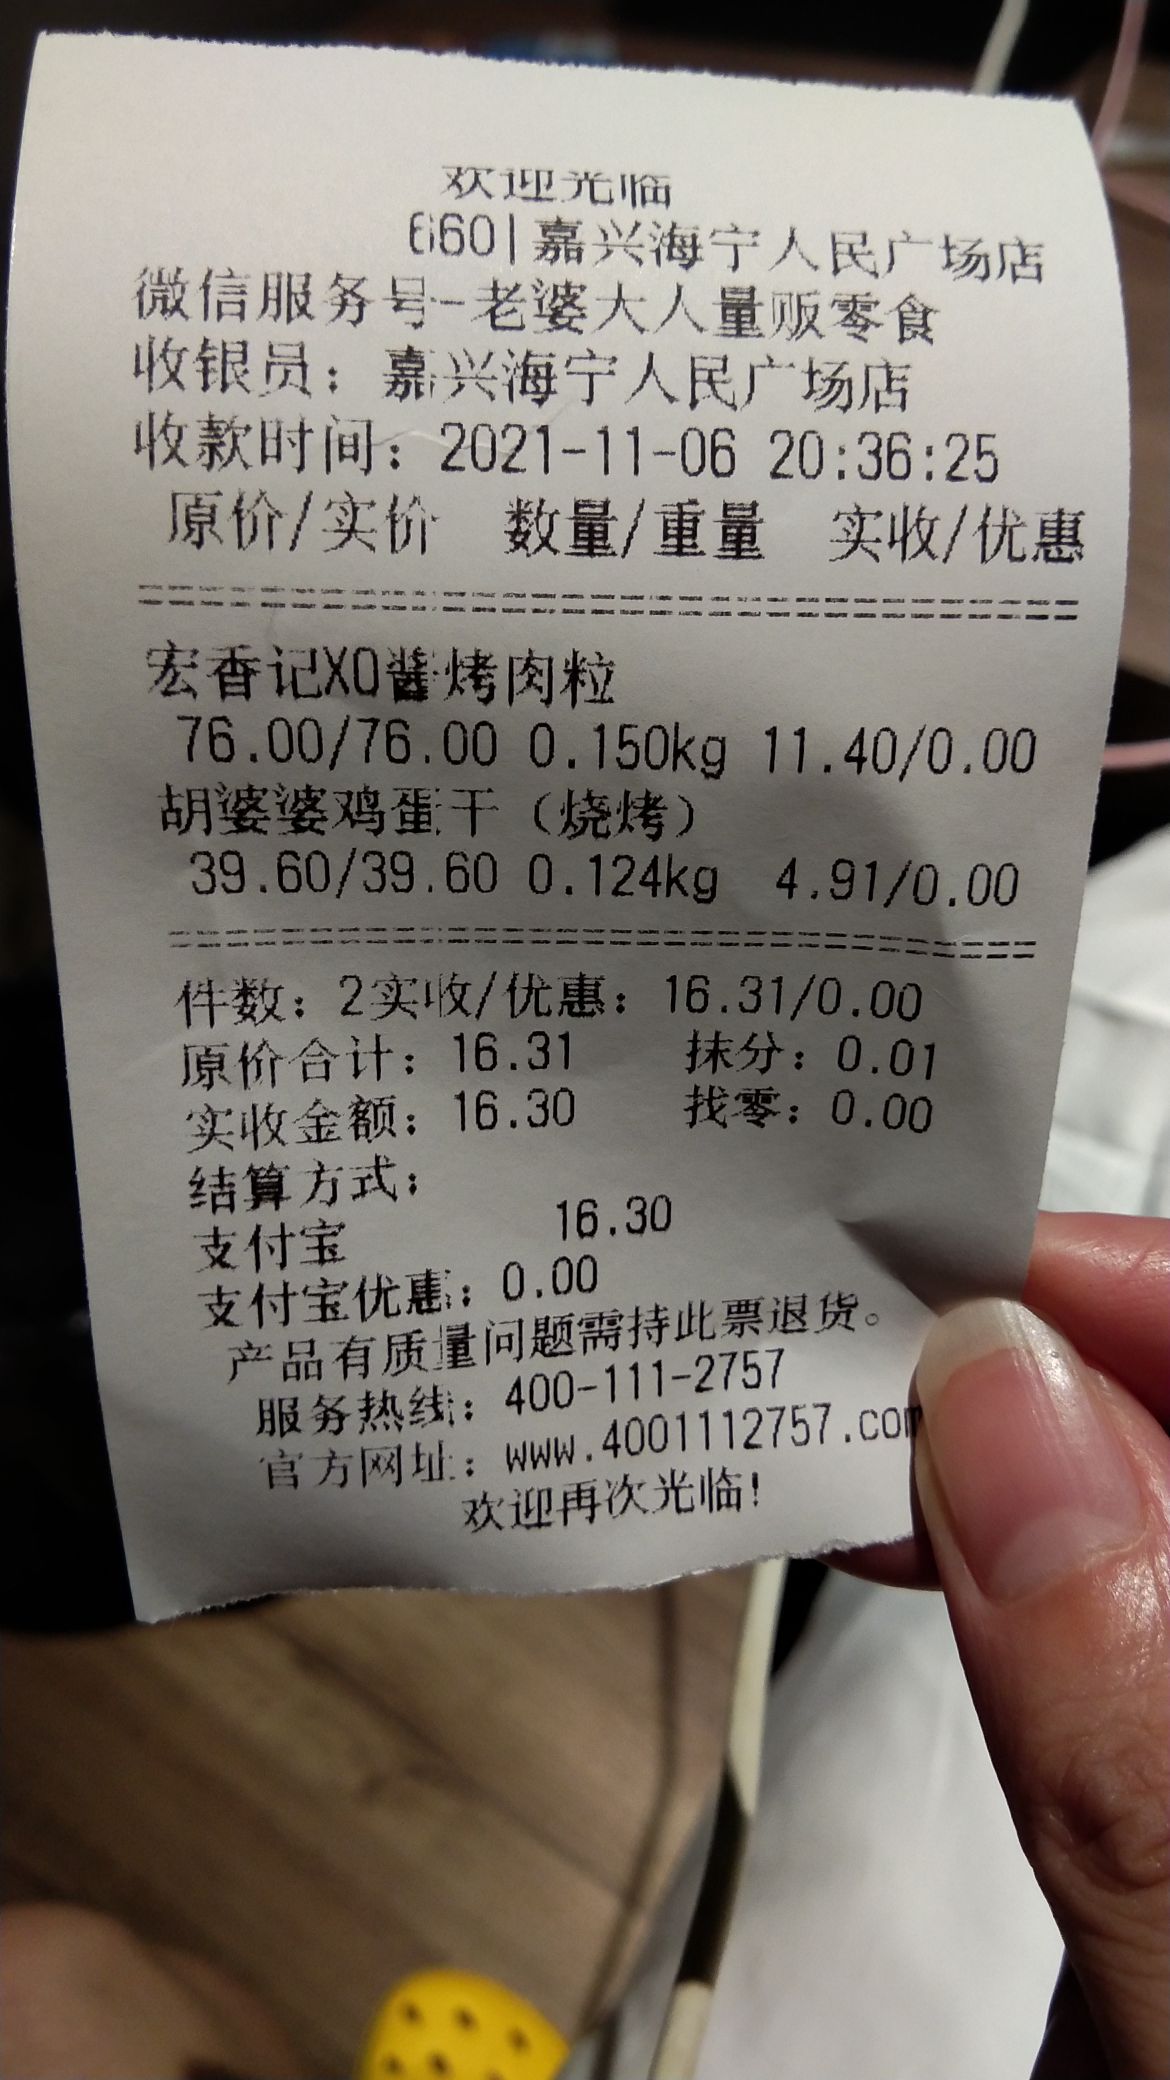 欢迎光临
660|嘉兴海宁人民广场店
微信服务号-老婆大人量贩零食
收银员：嘉兴海宁人民广场店
收款时间：2021-11-06 20:36:25
原价/实价 数量/重量 实收/优惠
宏香记XO酱烤肉粒
76.00/76.00 0.150kg 11.40/0.00
胡婆婆鸡蛋干（烧烤）
39.60/39.60 0.124kg 4.91/0.00
件数：2实收/优惠：16.31/0.00
原价合计：16.31 抹分：0.01
实收金额：16.30 找零：0.00
结算方式：
支付宝 16.30
支付宝优惠：0.00
产品有质量问题需持此票退货。
服务热线：400-111-2757
官方网址：www.4001112757.com
欢迎再次光临!